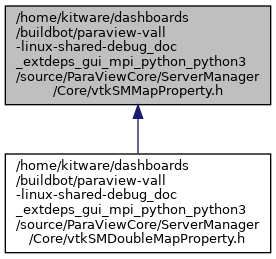 /home/kitware/dashboards
/buildbot/paraview-vall
-linux-shared-debug_doc
_extdeps_gui_mpi_python_python3
/source/ParaViewCore/ServerManager
/Core/vtkSMMapProperty.h
/home/kitware/dashboards
/buildbot/paraview-vall
-linux-shared-debug_doc
_extdeps_gui_mpi_python_python3
/source/ParaViewCore/ServerManager
/Core/vtkSMDoubleMapProperty.h